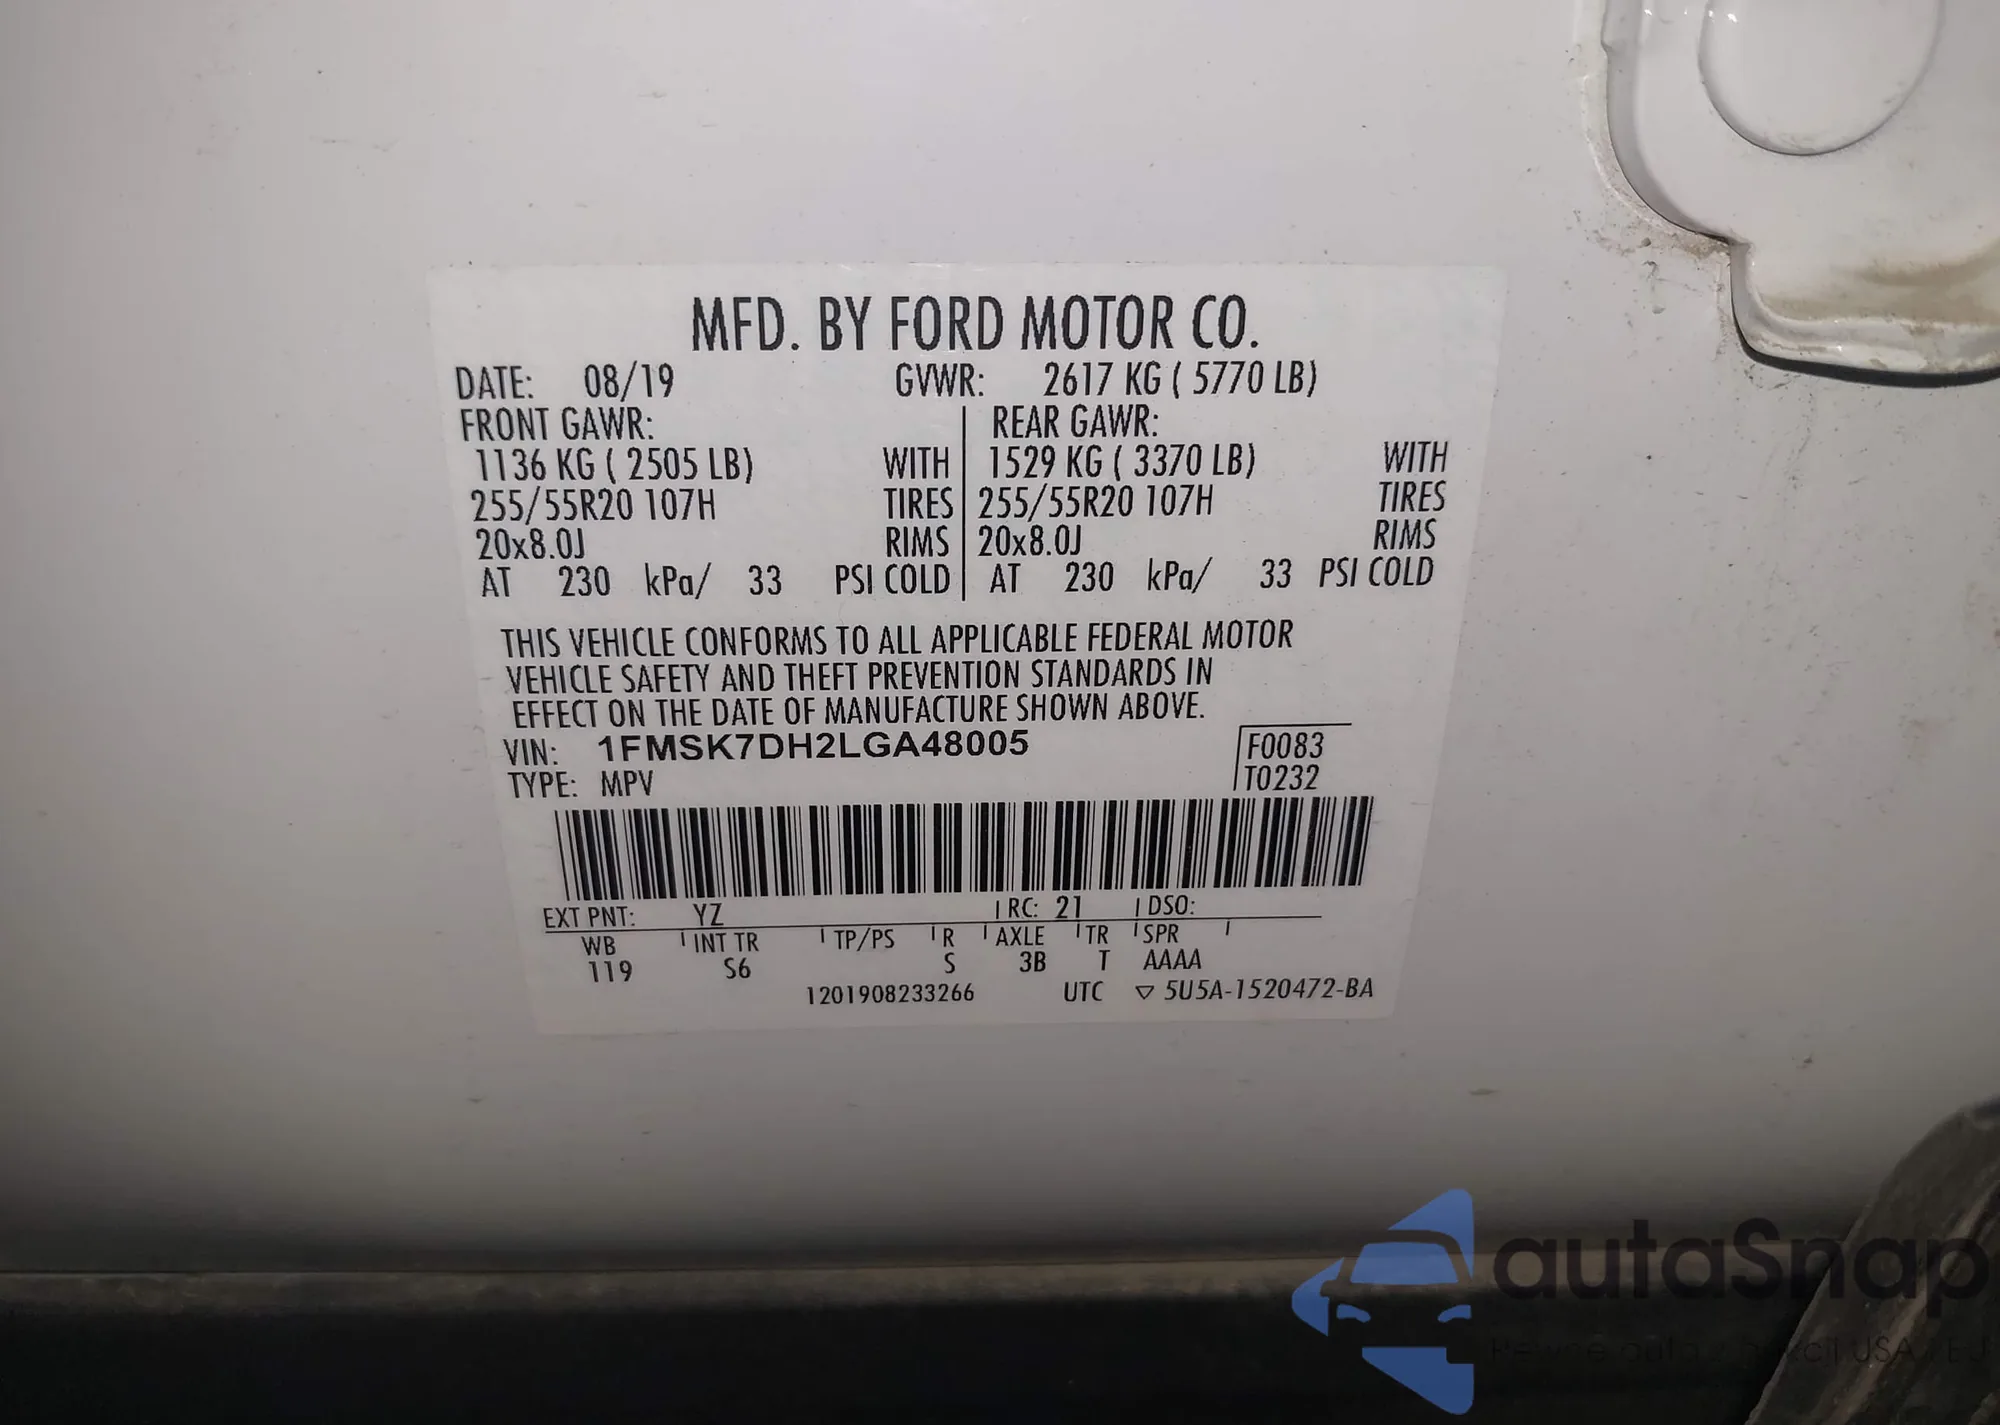 MFD. BY FORD MOTOR CO.
DATE: 08/19 GVWR: 2617 KG ( 5770 LB)
FRONT GAWR: REAR GAWR:
1136 KG ( 2505 LB) WITH 1529 KG ( 3370 LB) WITH
255/55R20 107H TIRES 255/55R20 107H TIRES
20x8.0J RIMS 20x8.0J RIMS
AT 230 kPa/ 33 PSI COLD AT 230 kPa/ 33 PSI COLD
THIS VEHICLE CONFORMS TO ALL APPLICABLE FEDERAL MOTOR
VEHICLE SAFETY AND THEFT PREVENTION STANDARDS IN
EFFECT ON THE DATE OF MANUFACTURE SHOWN ABOVE.
VIN: 1FMSK7DH2LGA48005 F0083
TYPE: MPV T0232
EXT PNT: YZ RC: 21 DSO:
WB INT TR TP/PS R AXLE TR SPR
119 S6 S 3B T AAAA
1201908233266 UTC ▽ 5U5A-1520472-BA
autaSnap
USA